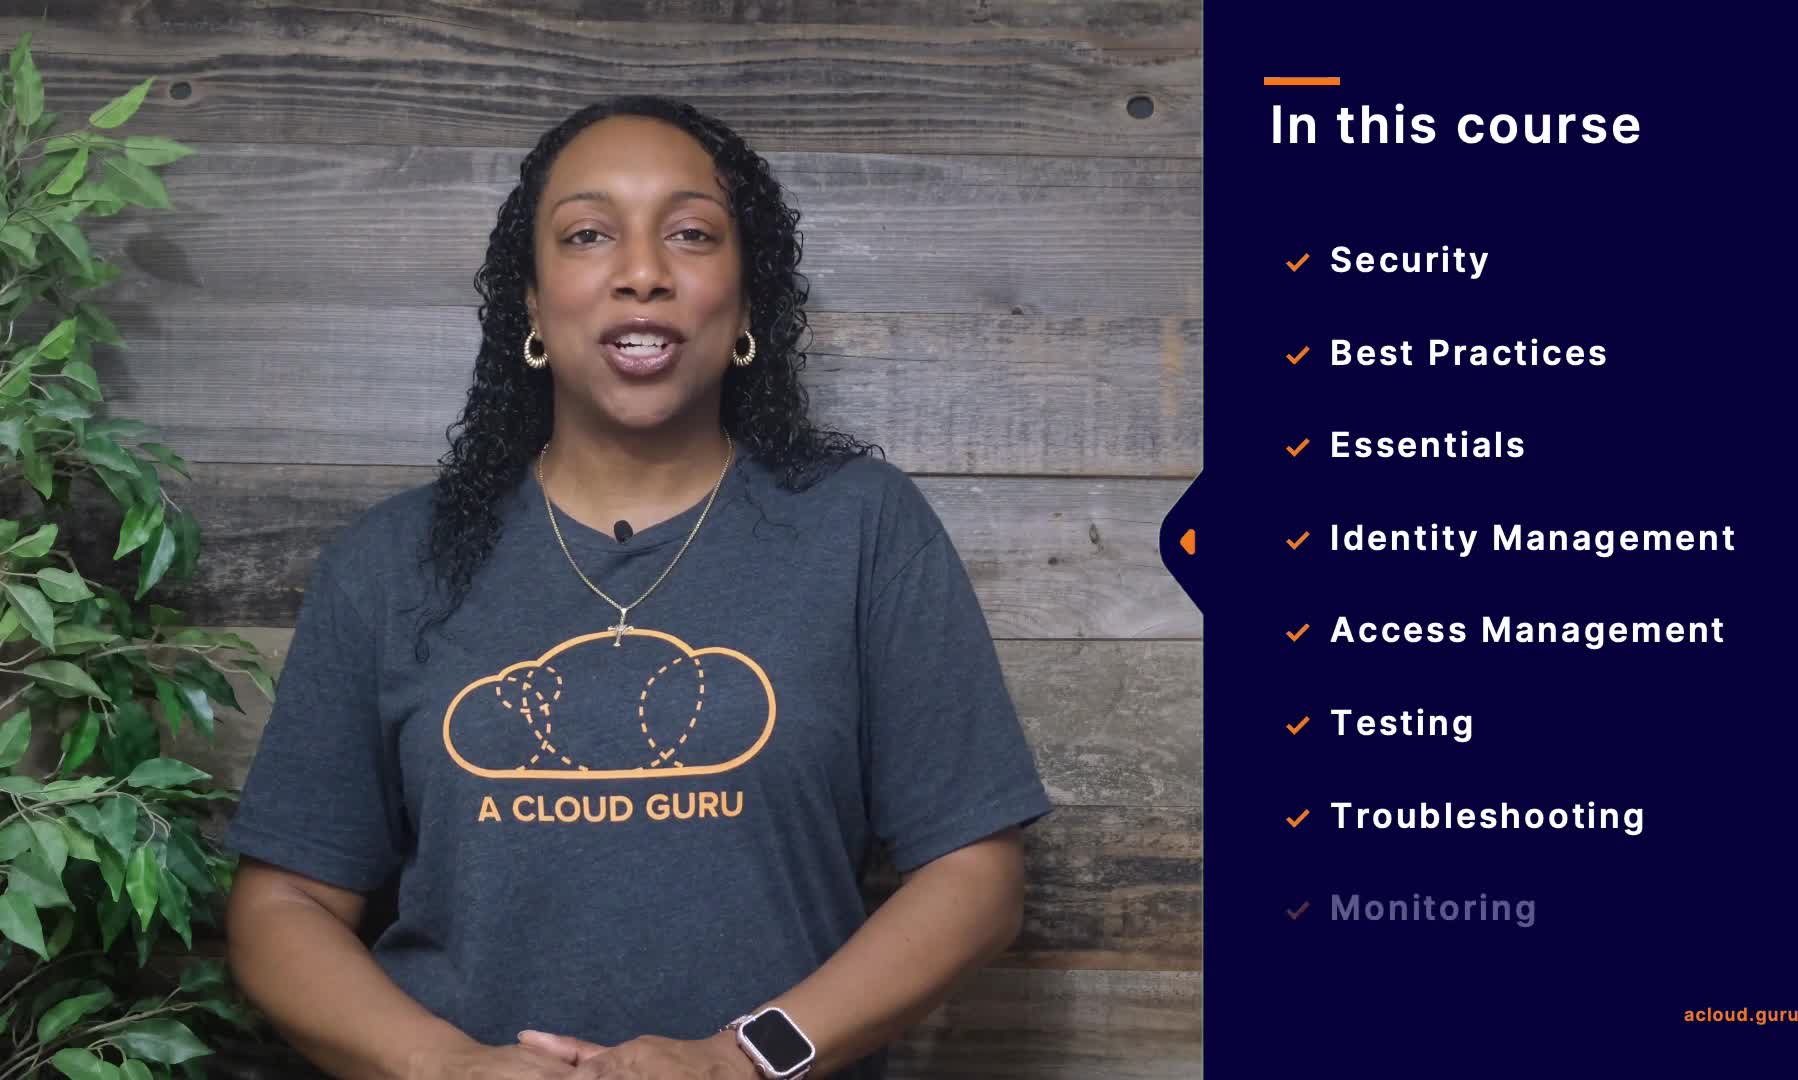 In this course
Security
Best Practices
Essentials
Identity Management
Access Management
Testing
Troubleshooting
Monitoring
acloud.guru
A CLOUD GURU